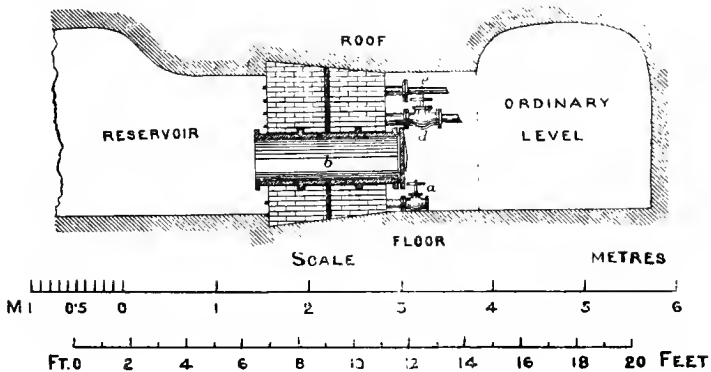 ROOF
RESERVOIR
ORDINARY
LEVEL
b
c
d
a
FLOOR
SCALE METRES
M 1 0·5 0 1 2 3 4 5 6
FT. 0 2 4 6 8 10 12 14 16 18 20 FEET